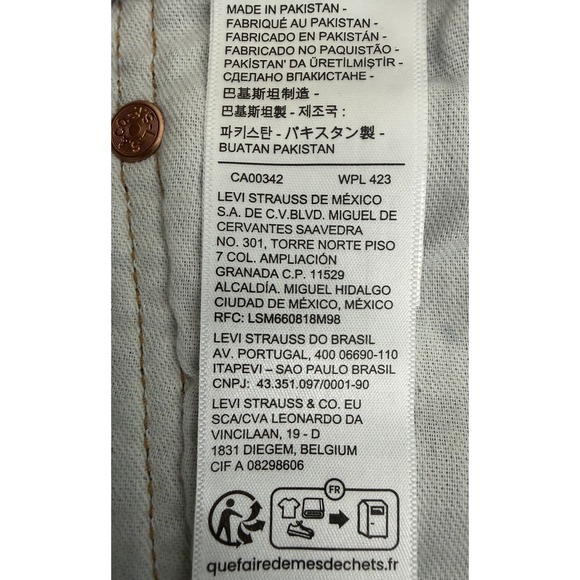 MADE IN PAKISTAN -
FABRIQUÉ AU PAKISTAN -
FABRICADO EN PAKISTÁN -
FABRICADO NO PAQUISTÃO -
PAKİSTAN' DA ÜRETİLMİŞTİR -
СДЕЛАНО ВПАКИСТАНЕ -
巴基斯坦制造 -
巴基斯坦製 - 제조국 :
파키스탄 - パキスタン製 -
BUATAN PAKISTAN
CA00342 WPL 423
LEVI STRAUSS DE MÉXICO
S.A. DE C.V.BLVD. MIGUEL DE
CERVANTES SAAVEDRA
NO. 301, TORRE NORTE PISO
7 COL. AMPLIACIÓN
GRANADA C.P. 11529
ALCALDÍA. MIGUEL HIDALGO
CIUDAD DE MÉXICO, MÉXICO
RFC: LSM660818M98
LEVI STRAUSS DO BRASIL
AV. PORTUGAL, 400 06690-110
ITAPEVI – SAO PAULO BRASIL
CNPJ: 43.351.097/0001-90
LEVI STRAUSS & CO. EU
SCA/CVA LEONARDO DA
VINCILAAN, 19 - D
1831 DIEGEM, BELGIUM
CIF A 08298606
FR
quefairedemesdechets.fr